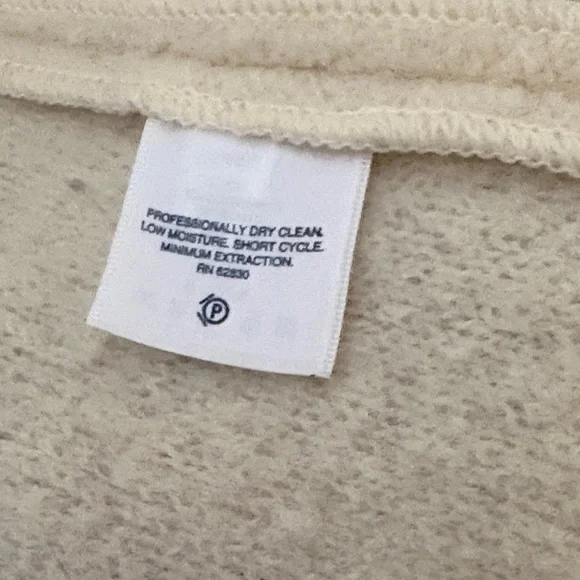 PROFESSIONALLY DRY CLEAN.
LOW MOISTURE. SHORT CYCLE.
MINIMUM EXTRACTION.
RN 62830
P